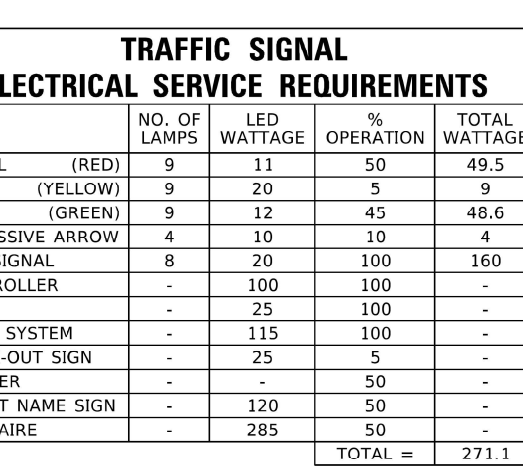 TRAFFIC SIGNAL
LECTRICAL SERVICE REQUIREMENTS
NO. OF LED % TOTAL
LAMPS WATTAGE OPERATION WATTAGE
L (RED) 9 11 50 49.5
(YELLOW) 9 20 5 9
(GREEN) 9 12 45 48.6
SSIVE ARROW 4 10 10 4
SIGNAL 8 20 100 160
ROLLER - 100 100 -
- 25 100 -
SYSTEM - 115 100 -
-OUT SIGN - 25 5 -
ER - - 50 -
T NAME SIGN - 120 50 -
AIRE - 285 50 -
TOTAL = 271.1